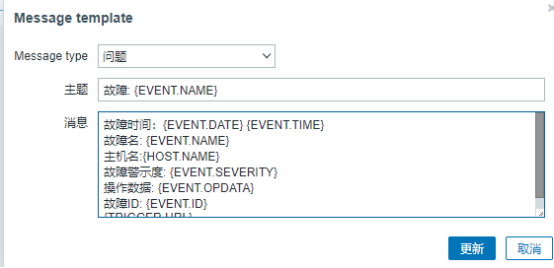 Message template
Message type 问题
主题 故障: {EVENT.NAME}
消息 故障时间：{EVENT.DATE} {EVENT.TIME}
故障名: {EVENT.NAME}
主机名:{HOST.NAME}
故障警示度: {EVENT.SEVERITY}
操作数据: {EVENT.OPDATA}
故障ID: {EVENT.ID}
{TRIGGER.URL}
更新 取消